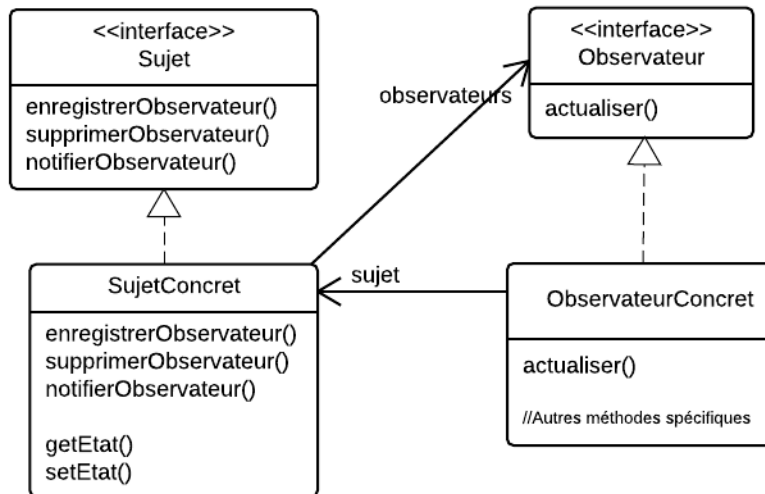 <<interface>>
Sujet
enregistrerObservateur()
supprimerObservateur()
notifierObservateur()
<<interface>>
Observateur
actualiser()
observateurs
SujetConcret
enregistrerObservateur()
supprimerObservateur()
notifierObservateur()
getEtat()
setEtat()
sujet
ObservateurConcret
actualiser()
//Autres méthodes spécifiques